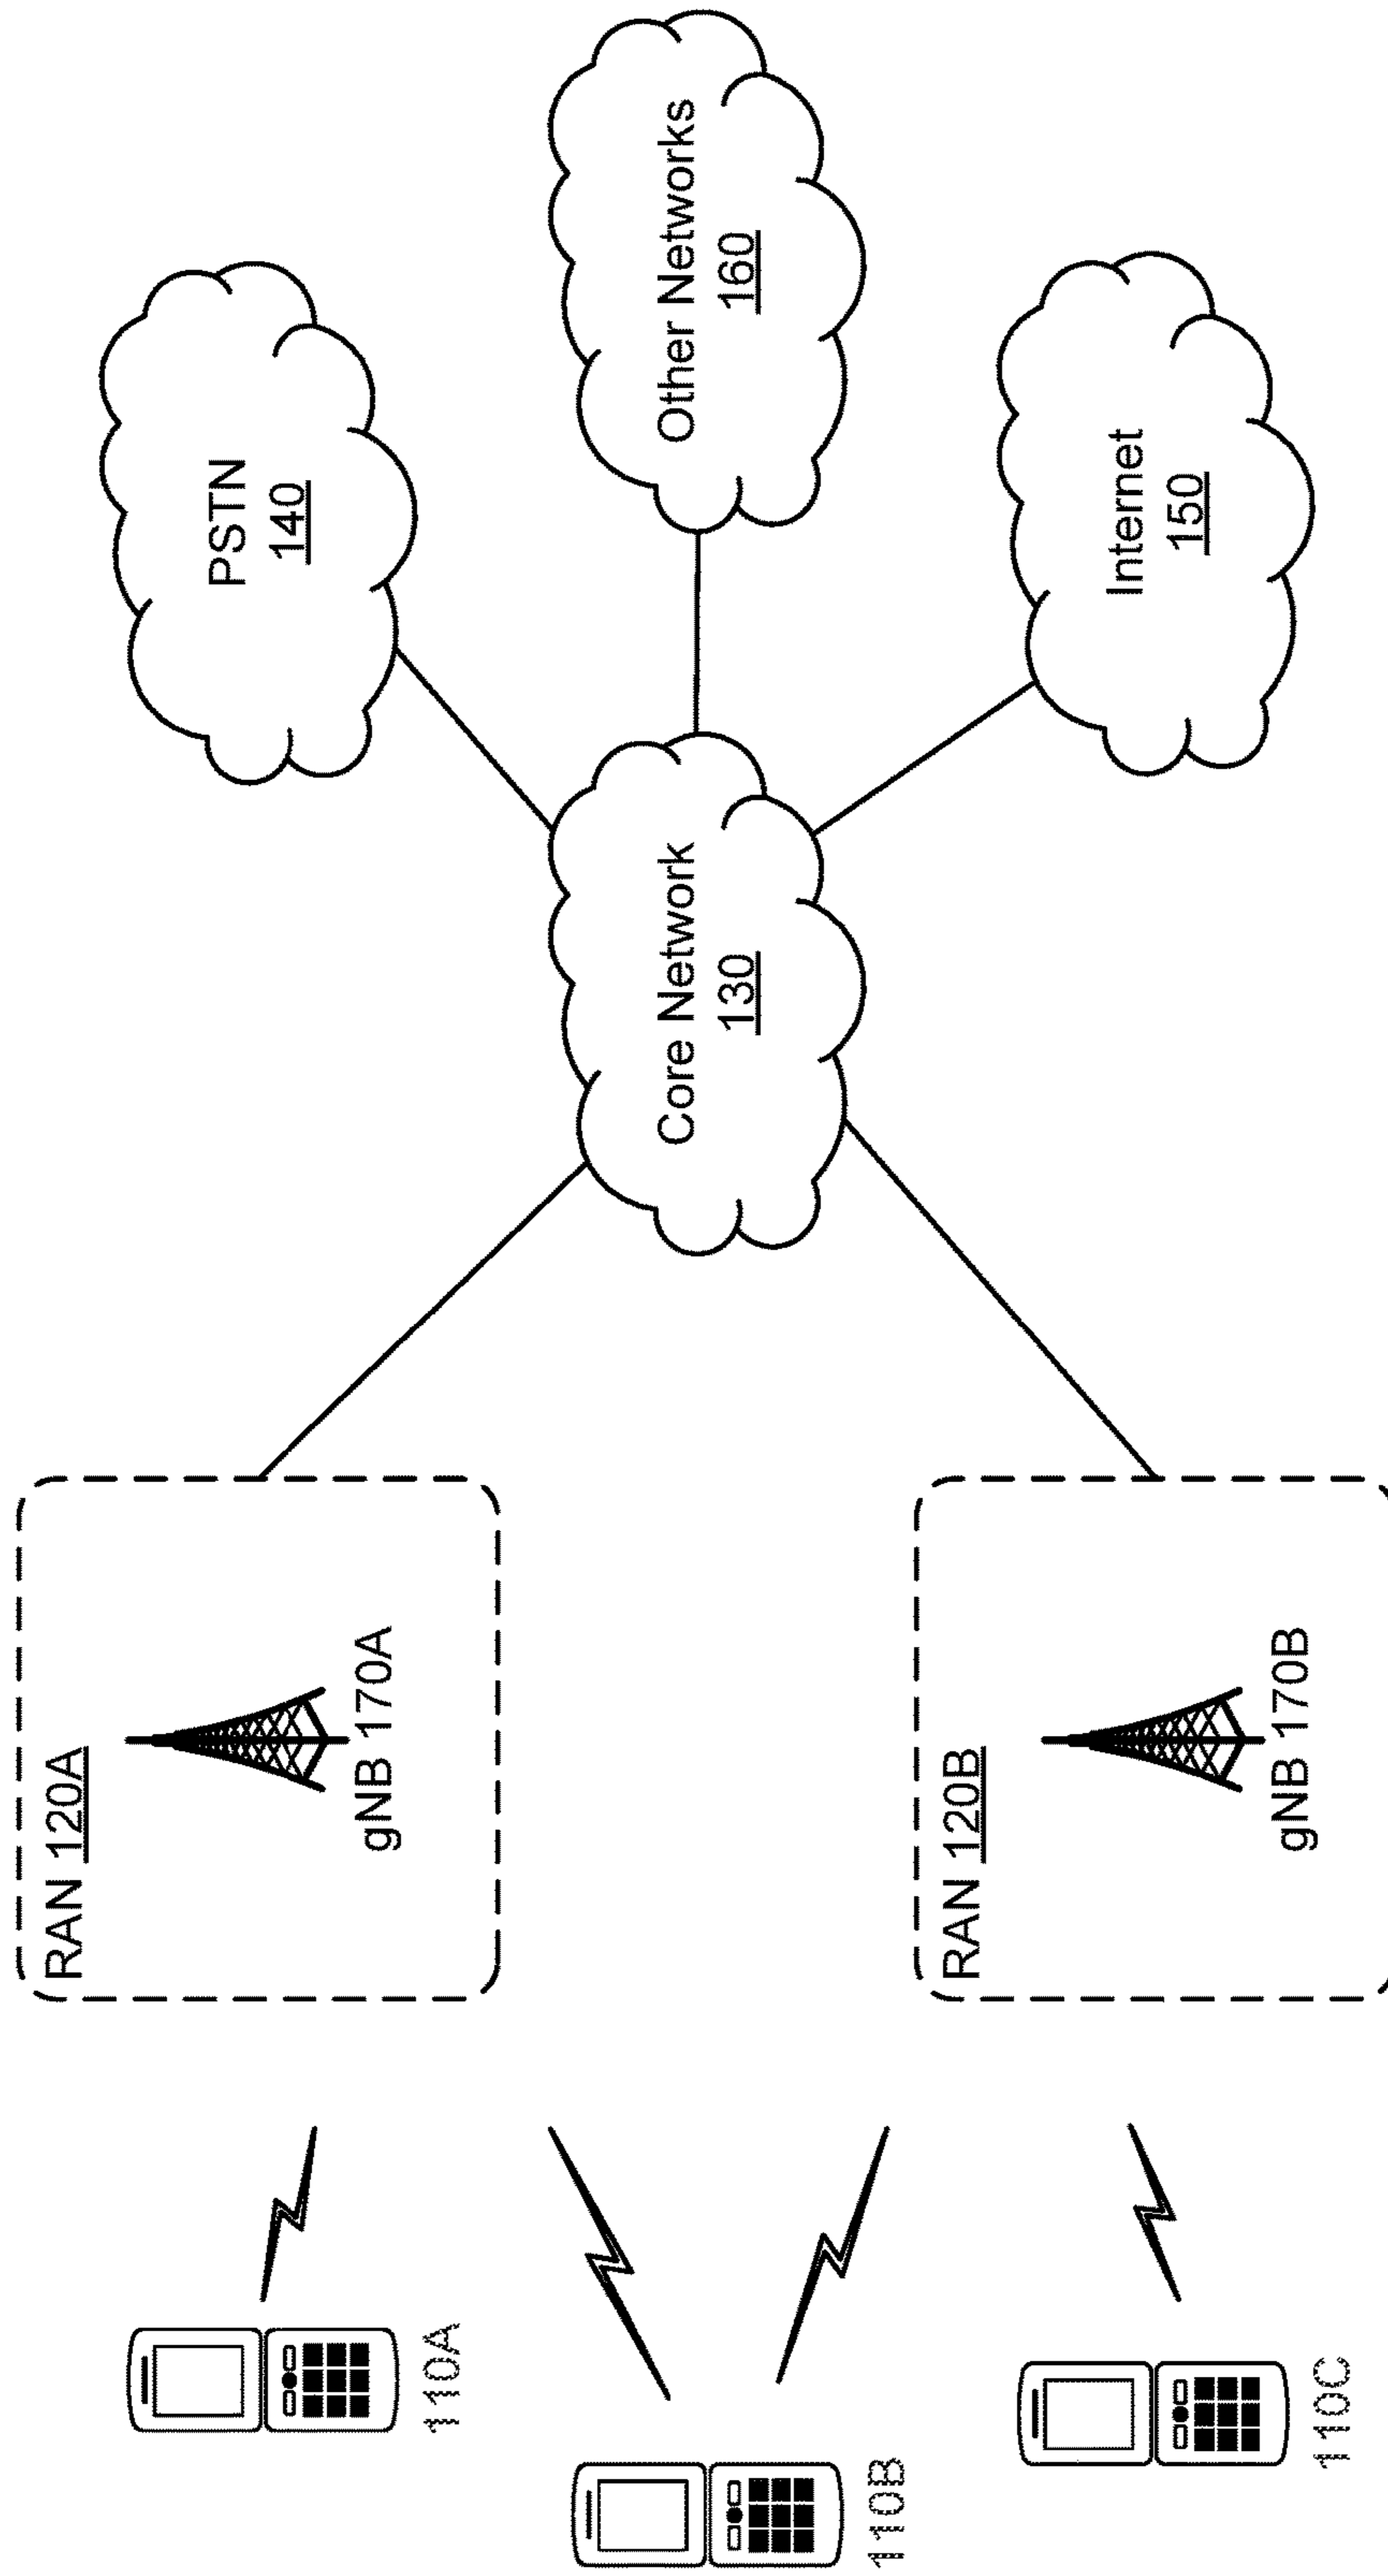 110A
110B
110C
RAN 120A
gNB 170A
RAN 120B
gNB 170B
Core Network
130
PSTN
140
Other Networks
160
Internet
150